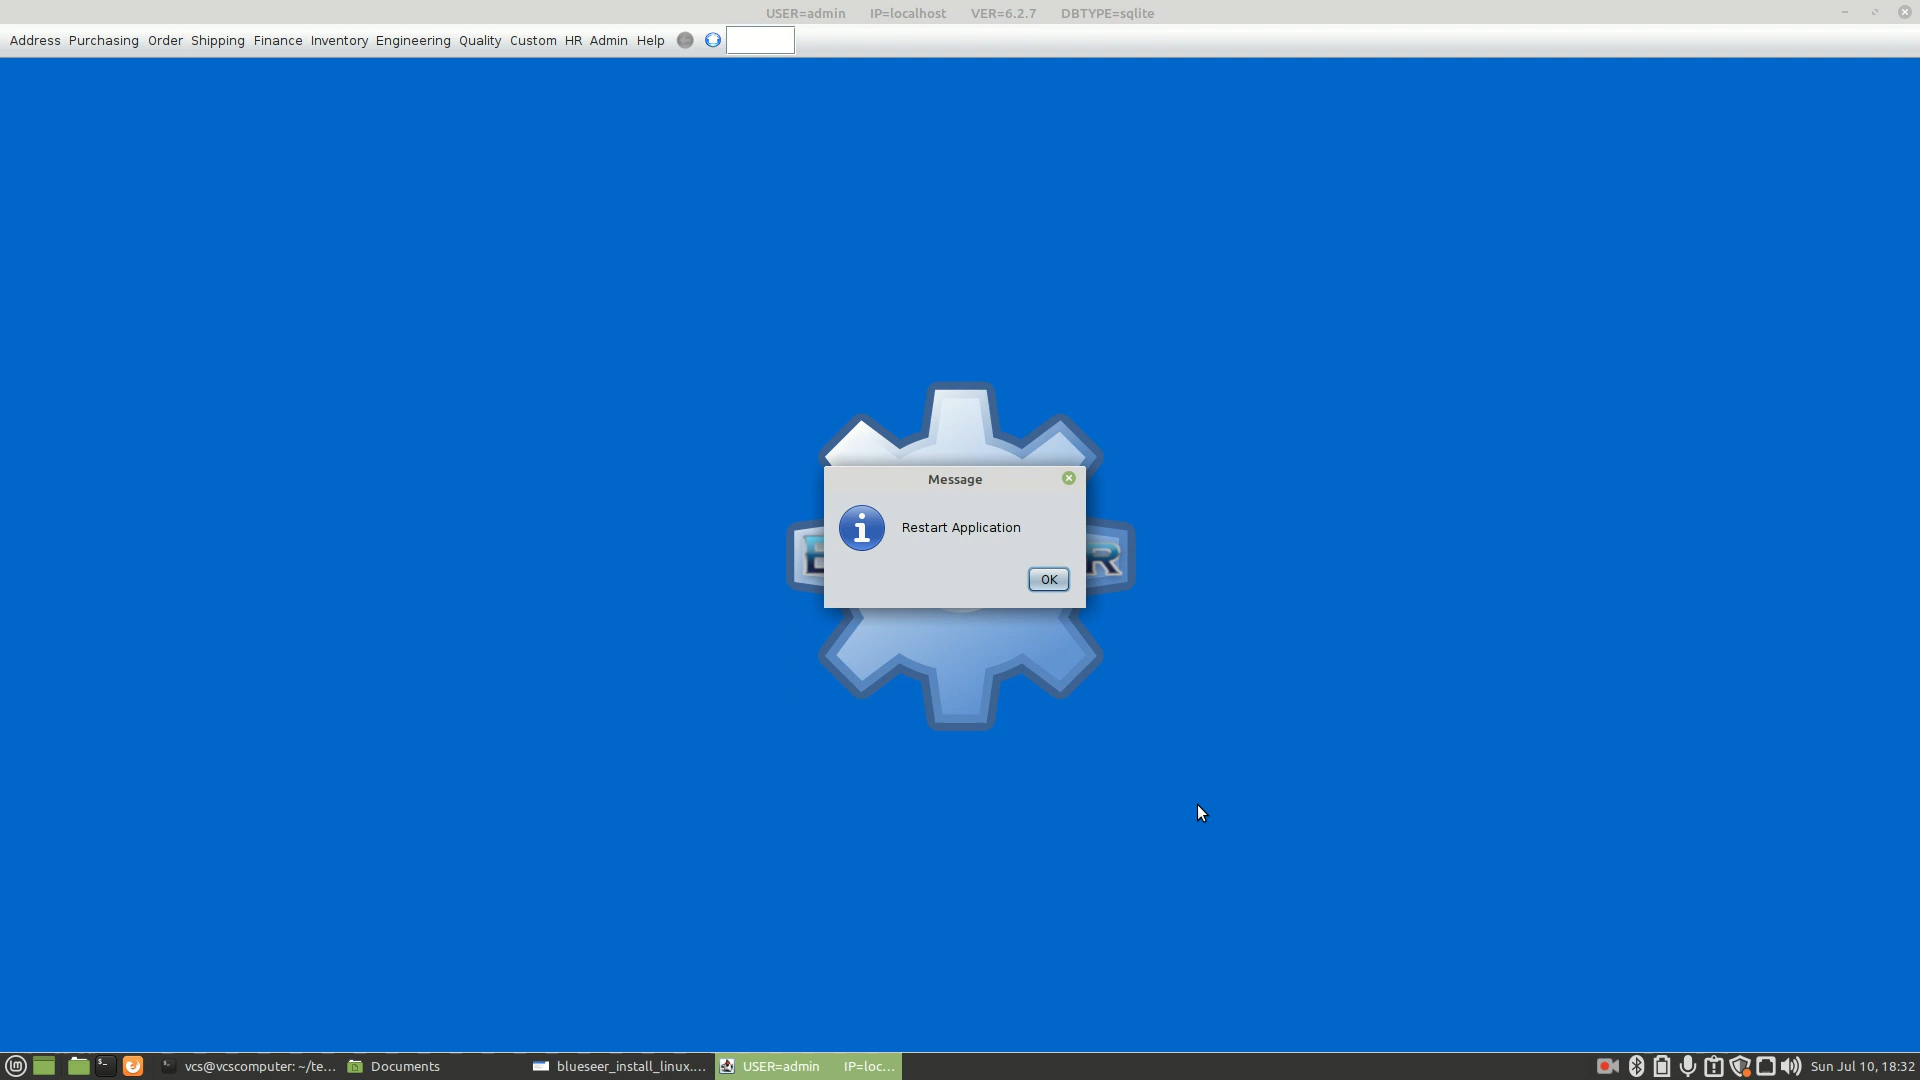 USER=admin IP=localhost VER=6.2.7 DBTYPE=sqlite
Address Purchasing Order Shipping Finance Inventory Engineering Quality Custom HR Admin Help
Message
Restart Application
OK
vcs@vcscomputer: ~/te... Documents blueseer_install_linux.... USER=admin IP=loc... Sun Jul 10, 18:32